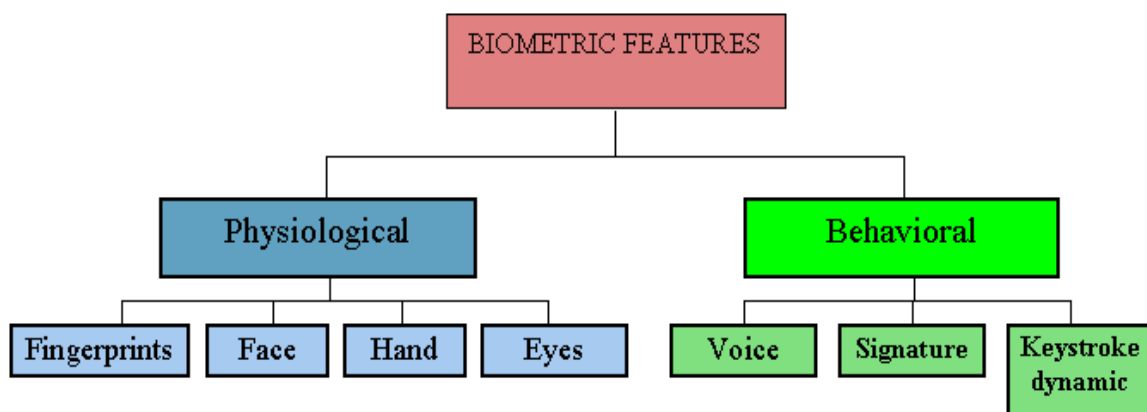 BIOMETRIC FEATURES
Physiological
Behavioral
Fingerprints
Face
Hand
Eyes
Voice
Signature
Keystroke
dynamic